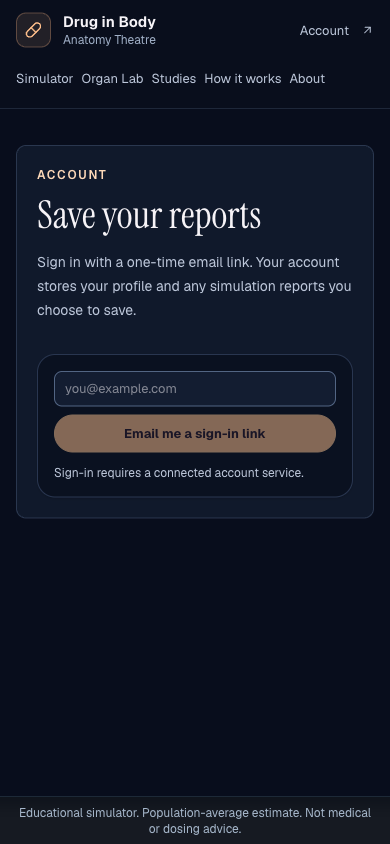 Drug in Body
Anatomy Theatre
Account
Simulator Organ Lab Studies How it works About
ACCOUNT
Save your reports
Sign in with a one-time email link. Your account
stores your profile and any simulation reports you
choose to save.
you@example.com
Email me a sign-in link
Sign-in requires a connected account service.
Educational simulator. Population-average estimate. Not medical
or dosing advice.